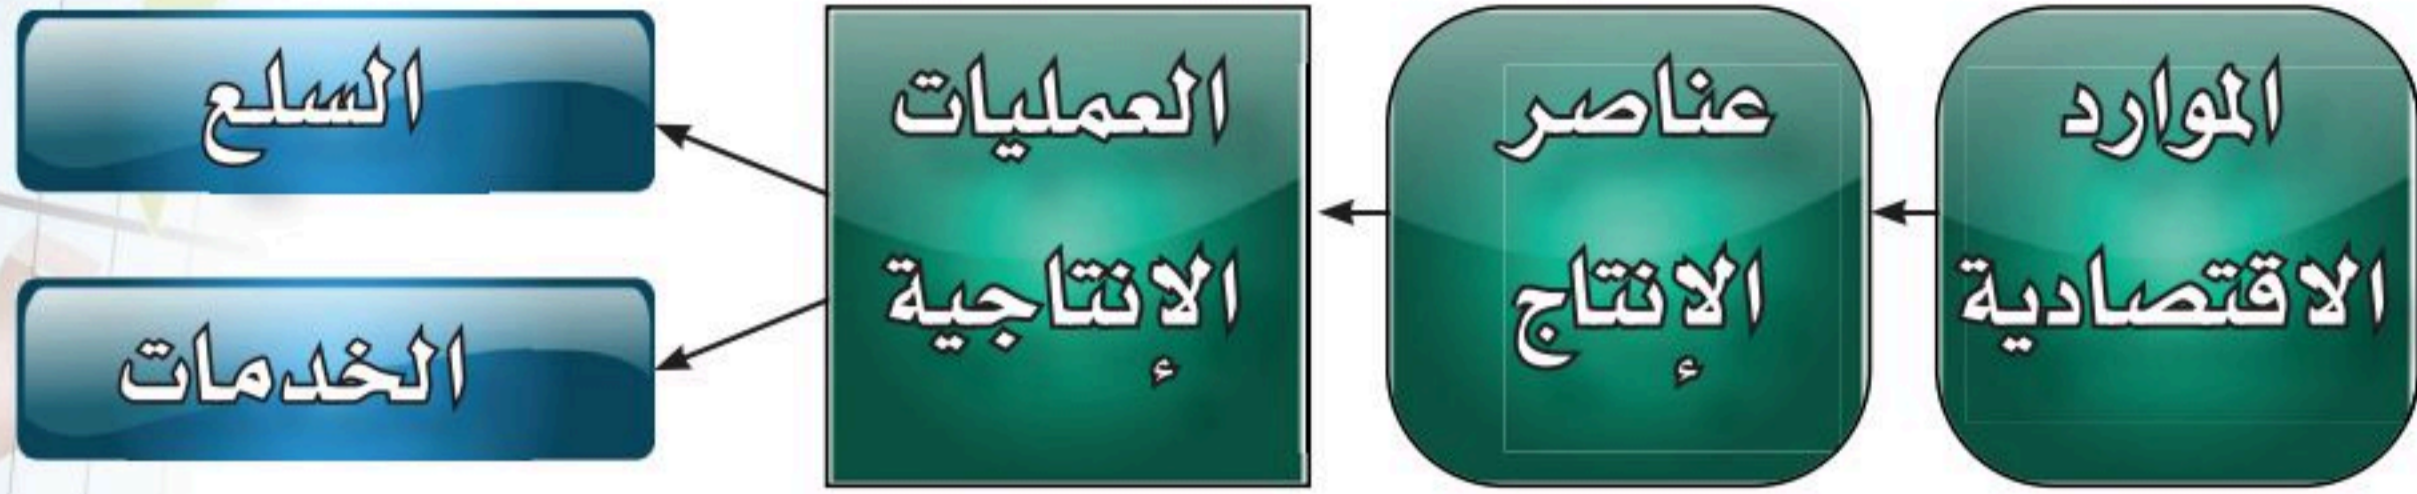 الموارد
الاقتصادية
عناصر
الإنتاج
العمليات
الإنتاجية
السلع
الخدمات